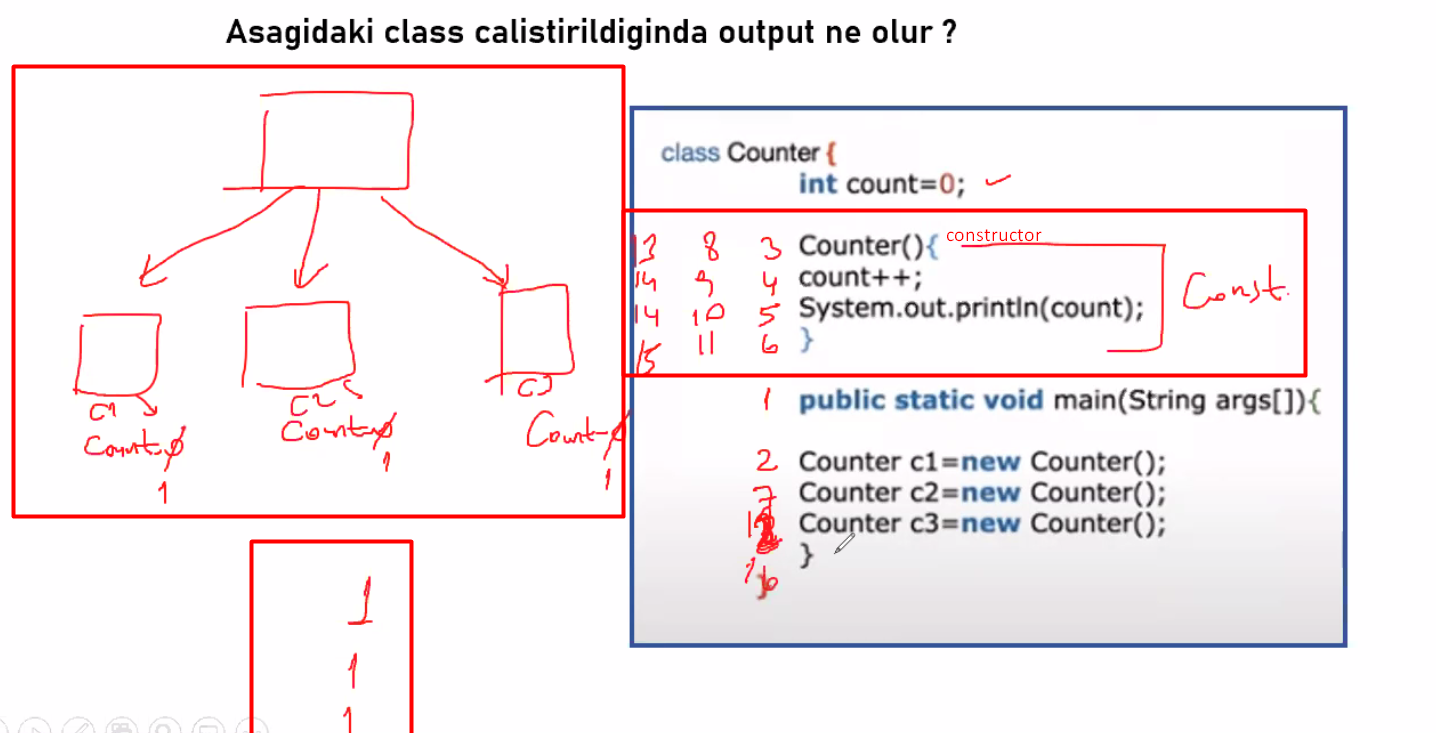 Asagidaki class calistirildiginda output ne olur ?
class Counter {
int count=0;
13 8 3 Counter(){ constructor
14 9 4 count++;
Const.
14 10 5 System.out.println(count);
15 11 6 }
1 public static void main(String args[]){
2 Counter c1=new Counter();
7 Counter c2=new Counter();
Counter c3=new Counter();
}
16 }
C1 C2 C3
Count=0 Count=0 Count=0
1 1 1
1
1
1